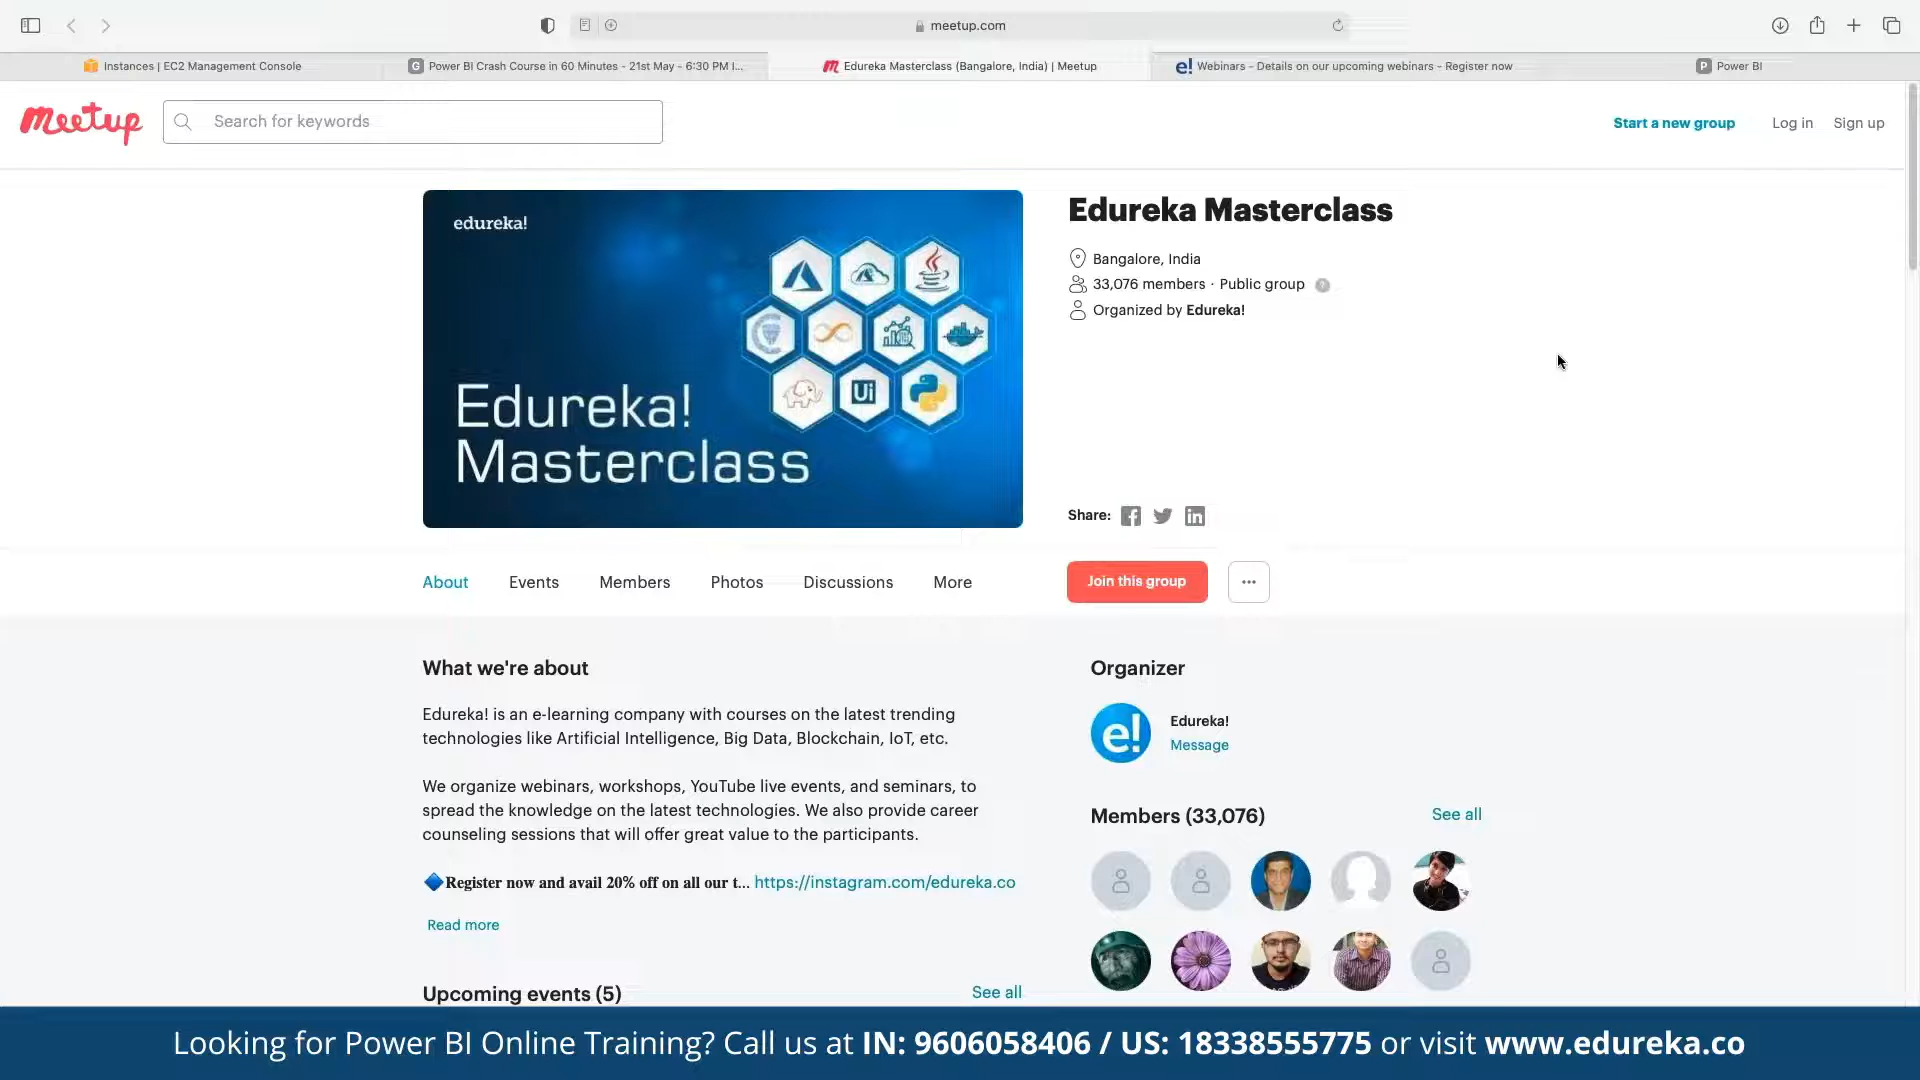 meetup.com
Instances | EC2 Management Console
Power BI Crash Course in 60 Minutes - 21st May - 6:30 PM I...
Edureka Masterclass (Bangalore, India) | Meetup
Webinars - Details on our upcoming webinars - Register now
Power BI
meetup
Search for keywords
Start a new group
Log in
Sign up
edureka!
Edureka!
Masterclass
Ui
Edureka Masterclass
Bangalore, India
33,076 members · Public group
Organized by Edureka!
Share:
About
Events
Members
Photos
Discussions
More
Join this group
What we're about
Edureka! is an e-learning company with courses on the latest trending
technologies like Artificial Intelligence, Big Data, Blockchain, IoT, etc.
We organize webinars, workshops, YouTube live events, and seminars, to
spread the knowledge on the latest technologies. We also provide career
counseling sessions that will offer great value to the participants.
🔷Register now and avail 20% off on all our t... https://instagram.com/edureka.co
Read more
Upcoming events (5)
See all
Organizer
e!
Edureka!
Message
Members (33,076)
See all
Looking for Power BI Online Training? Call us at IN: 9606058406 / US: 18338555775 or visit www.edureka.co